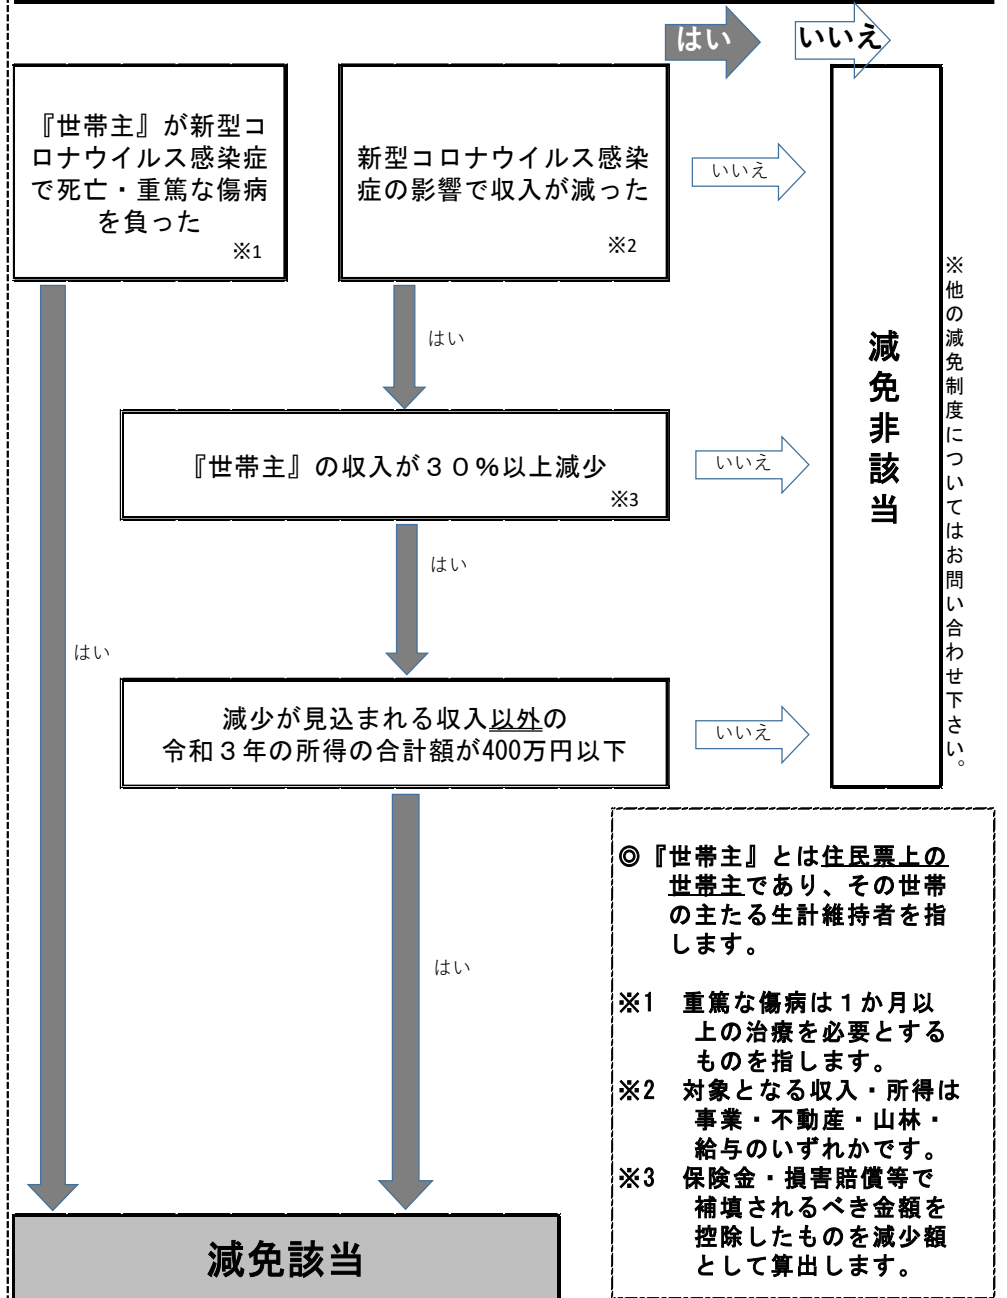 はい
いいえ
『世帯主』が新型コ
ロナウイルス感染症
で死亡・重篤な傷病
を負った
※1
新型コロナウイルス感染
症の影響で収入が減った
※2
いいえ
はい
『世帯主』の収入が３０％以上減少
※3
いいえ
はい
はい
減少が見込まれる収入以外の
令和３年の所得の合計額が400万円以下
いいえ
減免非該当
※他の減免制度についてはお問い合わせ下さい。
はい
◎『世帯主』とは住民票上の
世帯主であり、その世帯
の主たる生計維持者を指
します。
※1 重篤な傷病は１か月以
上の治療を必要とする
ものを指します。
※2 対象となる収入・所得は
事業・不動産・山林・
給与のいずれかです。
※3 保険金・損害賠償等で
補填されるべき金額を
控除したものを減少額
として算出します。
減免該当